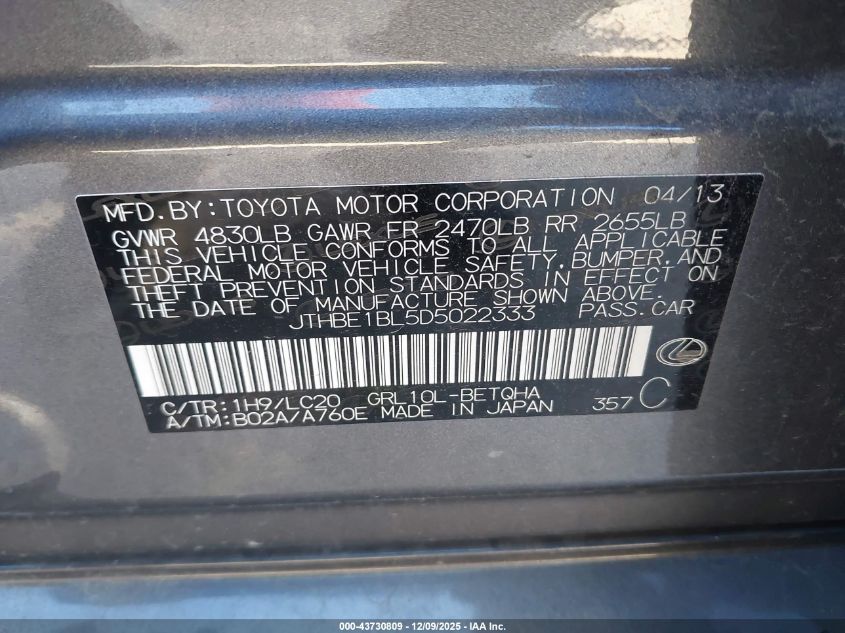 MFD.BY:TOYOTA MOTOR CORPORATION 04/13
GVWR 4830LB GAWR FR 2470LB RR 2655LB
THIS VEHICLE CONFORMS TO ALL APPLICABLE
FEDERAL MOTOR VEHICLE SAFETY,BUMPER,AND
THEFT PREVENTION STANDARDS IN EFFECT ON
THE DATE OF MANUFACTURE SHOWN ABOVE.
JTHBE1BL5D5022333 PASS.CAR
C/TR:1H9/LC20 GRL10L-BETQHA
A/TM:B02A/A760E MADE IN JAPAN 357 C
000-43730809 - 12/09/2025 - IAA Inc.